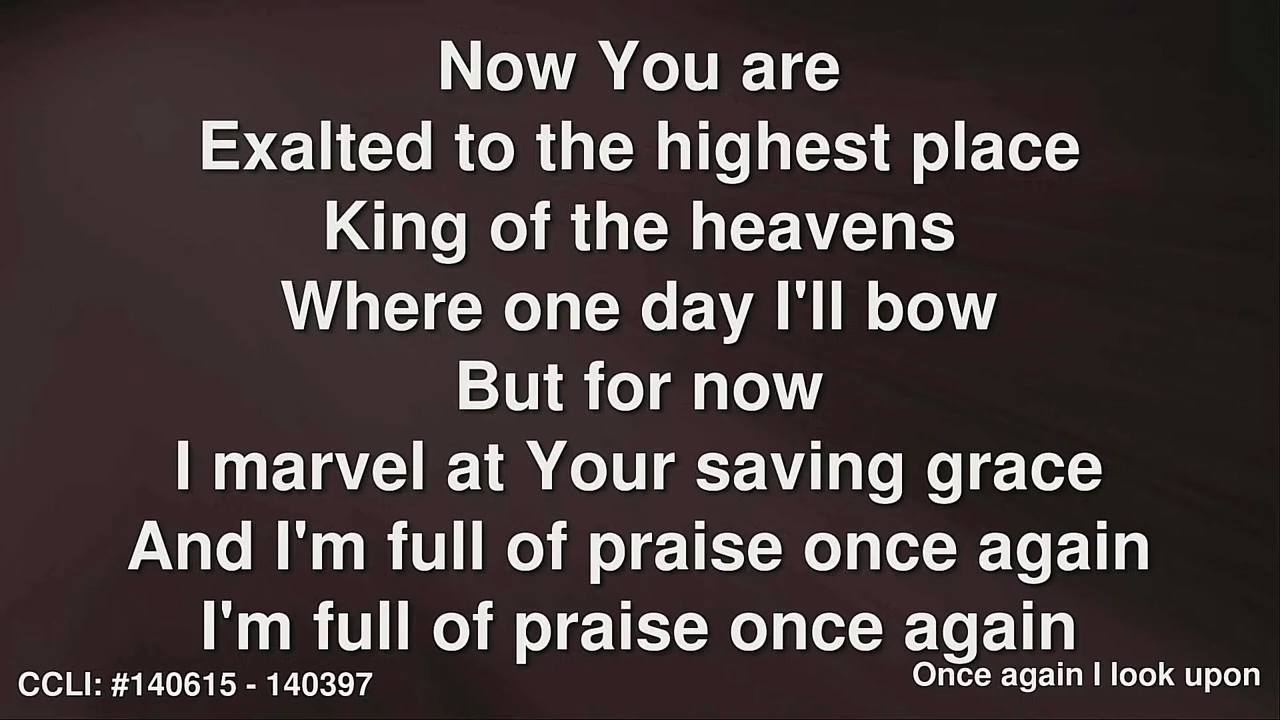 Now You are
Exalted to the highest place
King of the heavens
Where one day I'll bow
But for now
I marvel at Your saving grace
And I'm full of praise once again
I'm full of praise once again
CCLI: #140615 - 140397
Once again I look upon